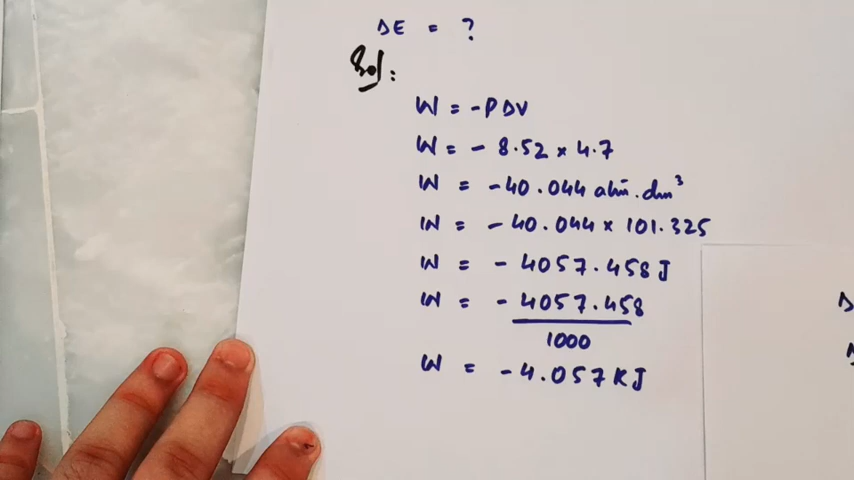 ΔE = ?
Sol:
W = -PΔV
W = - 8.52 × 4.7
W = -40.044 atm.dm³
W = -40.044 × 101.325
W = - 4057.458 J
W = - 4057.458
1000
W = -4.057 KJ